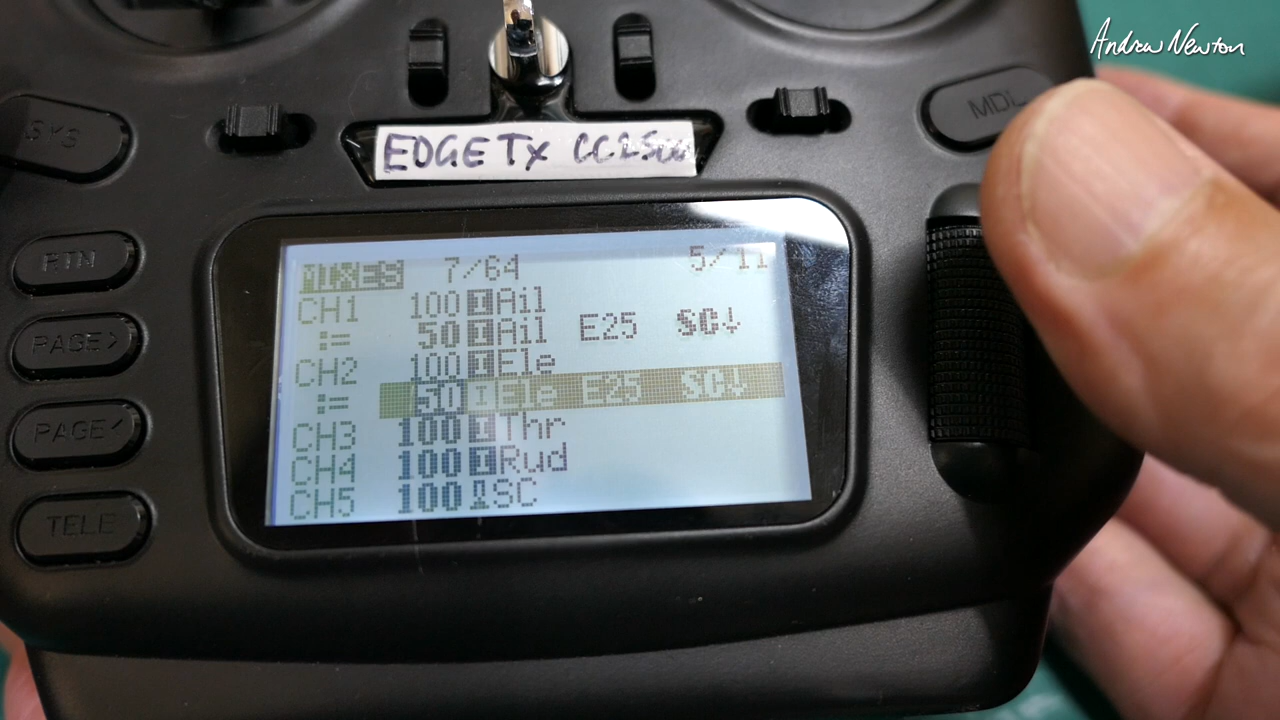 Andrew Newton
SYS
MDL
EDGETX CC2500
RTN
PAGE>
PAGE<
TELE
MIXES 7/64 5/11
CH1 100 I Ail
:= 50 I Ail E25 SC↓
CH2 100 I Ele
:= 50 I Ele E25 SC↓
CH3 100 I Thr
CH4 100 I Rud
CH5 100 SC